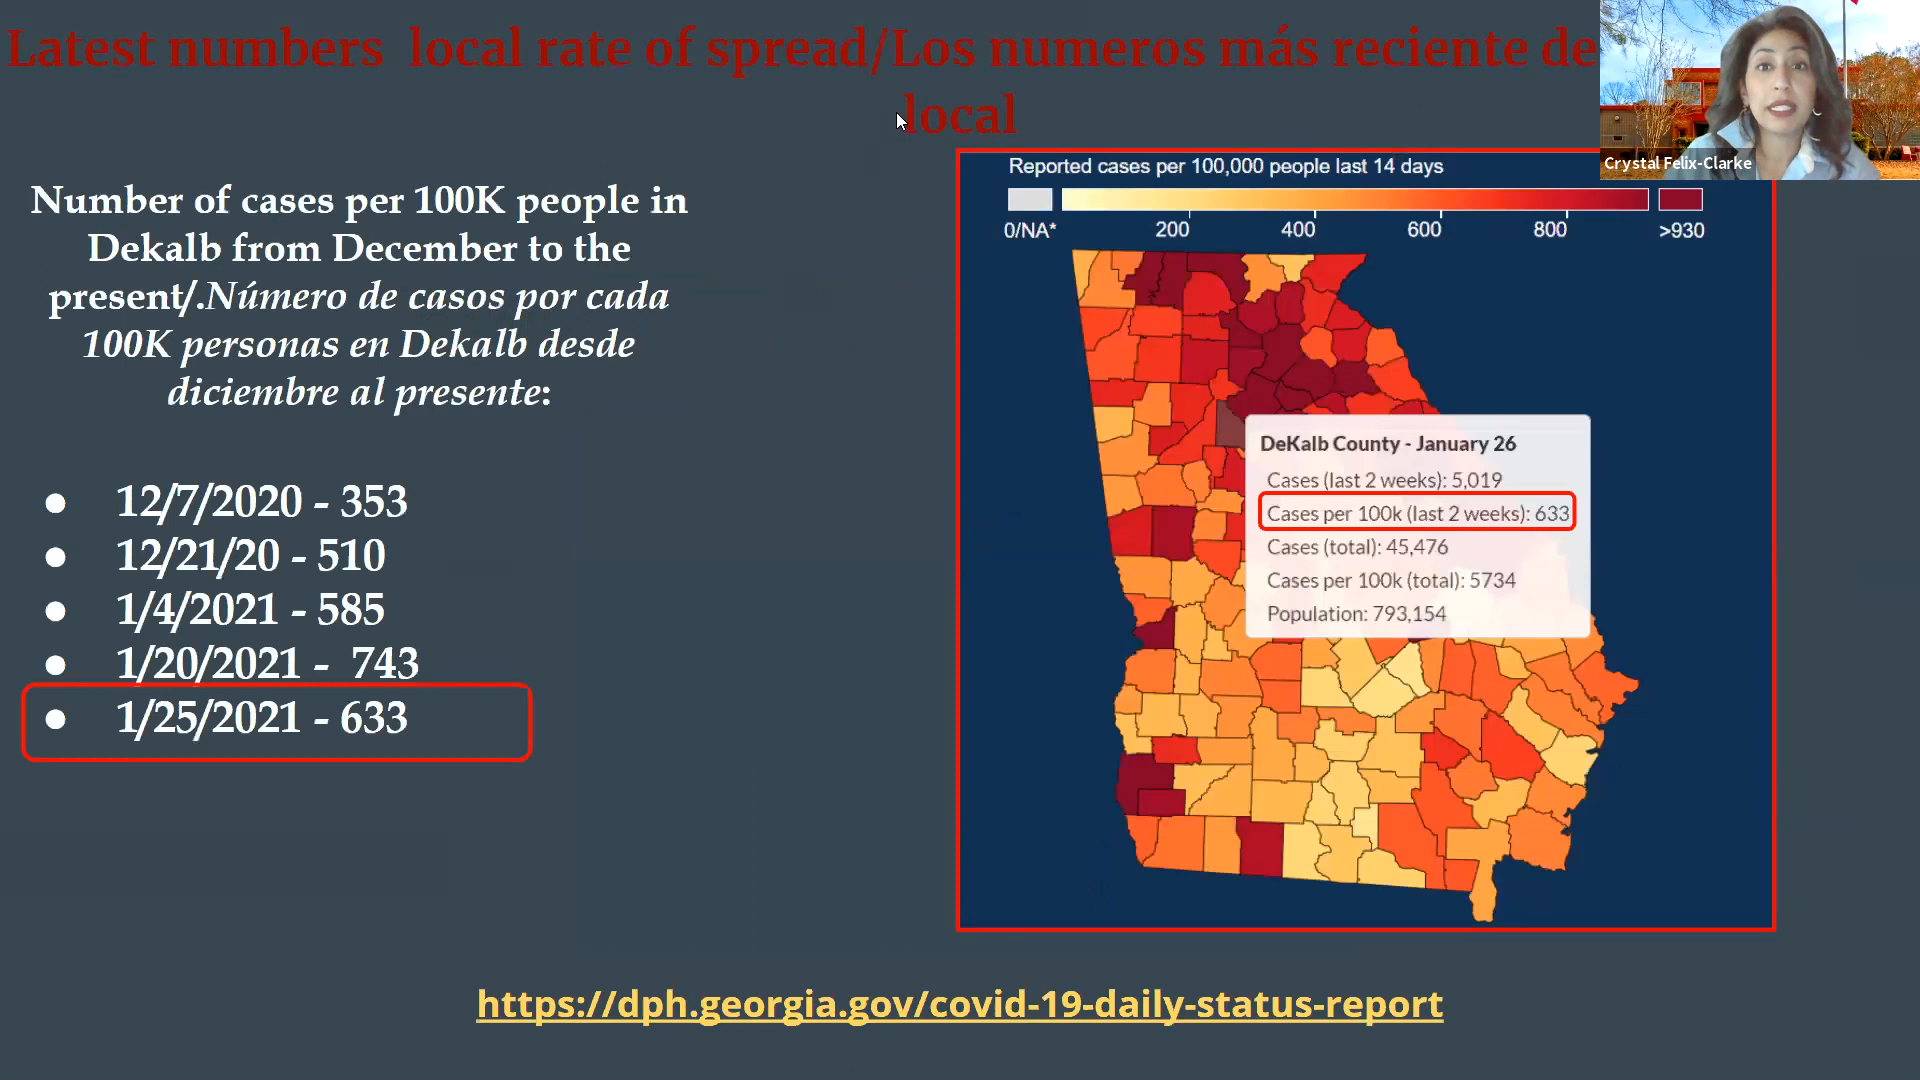 Latest numbers  local rate of spread/Los numeros más reciente de
local
Crystal Felix-Clarke
Number of cases per 100K people in
Dekalb from December to the
present/.Número de casos por cada
100K personas en Dekalb desde
diciembre al presente:
● 12/7/2020 - 353
● 12/21/20 - 510
● 1/4/2021 - 585
● 1/20/2021 -  743
● 1/25/2021 - 633
Reported cases per 100,000 people last 14 days
0/NA* 200 400 600 800 >930
DeKalb County - January 26
Cases (last 2 weeks): 5,019
Cases per 100k (last 2 weeks): 633
Cases (total): 45,476
Cases per 100k (total): 5734
Population: 793,154
https://dph.georgia.gov/covid-19-daily-status-report